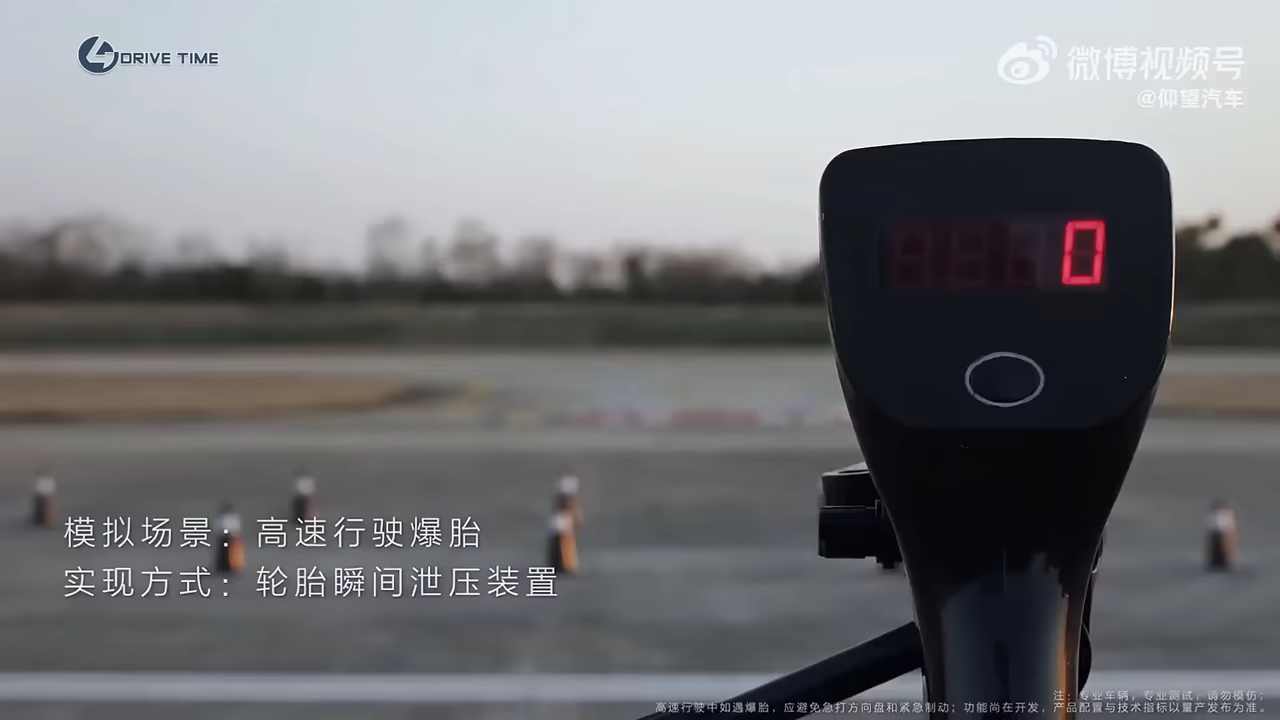 DRIVE TIME
微博视频号
@仰望汽车
0
模拟场景：高速行驶爆胎
实现方式：轮胎瞬间泄压装置
注：专业车辆，专业测试，请勿模仿；
高速行驶中如遇爆胎，应避免急打方向盘和紧急制动；功能尚在开发，产品配置与技术指标以量产发布为准。